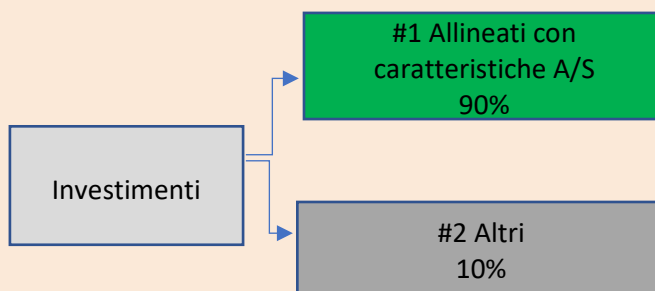 #1 Allineati con
caratteristiche A/S
90%
Investimenti
#2 Altri
10%